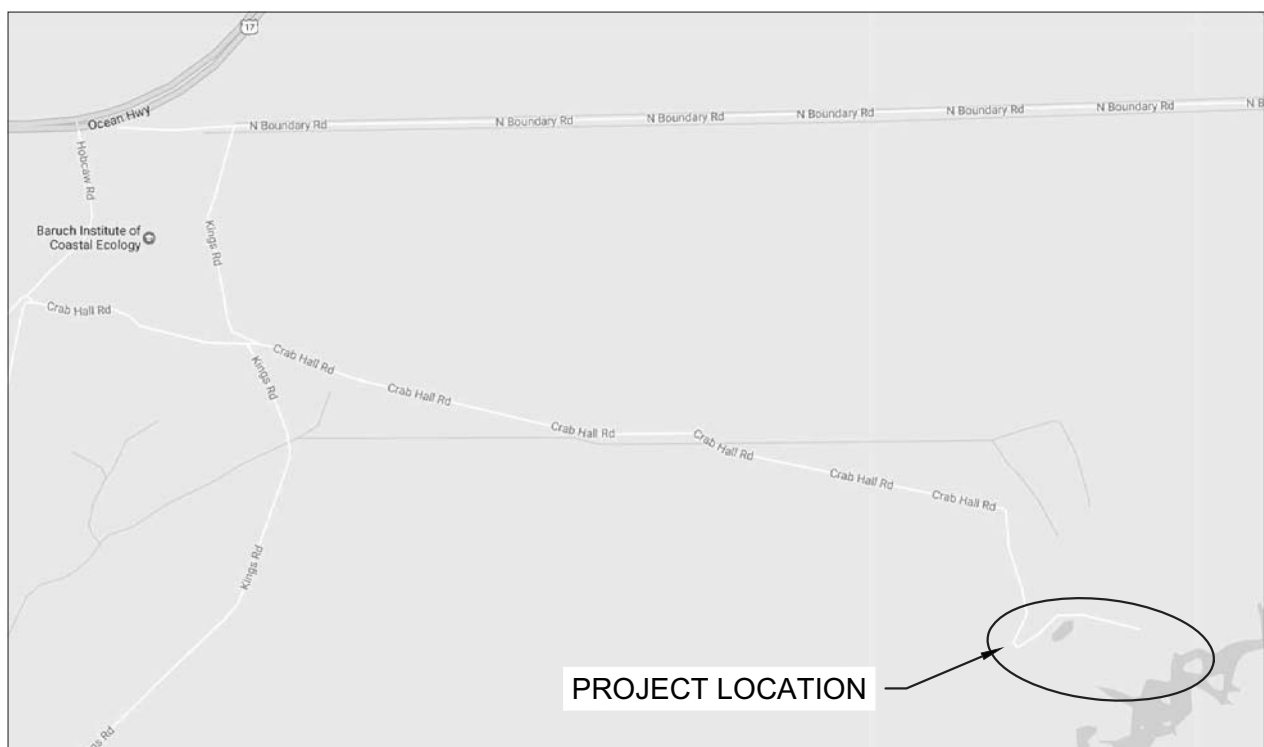 17
Ocean Hwy
N Boundary Rd
N Boundary Rd
N Boundary Rd
N Boundary Rd
N Boundary Rd
N Boundary Rd
N B
Hobcaw Rd
Baruch Institute of
Coastal Ecology
Kings Rd
Crab Hall Rd
Crab Hall Rd
Kings Rd
Crab Hall Rd
Crab Hall Rd
Crab Hall Rd
Crab Hall Rd
Crab Hall Rd
Kings Rd
PROJECT LOCATION
gs Rd